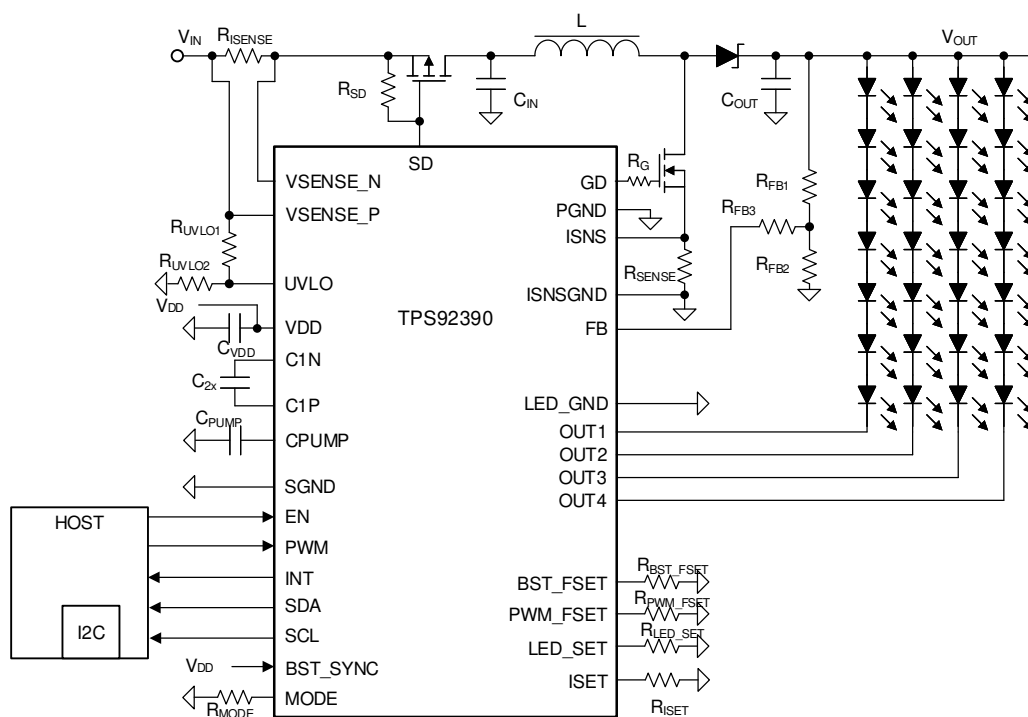 L
V_IN
R_ISENSE
V_OUT
R_SD
C_IN
C_OUT
SD
R_G
GD
VSENSE_N
PGND
R_FB1
VSENSE_P
R_FB3
ISNS
R_UVLO1
R_UVLO2
R_SENSE
R_FB2
UVLO
ISNSGND
V_DD
VDD
TPS92390
FB
C_VDD
C1N
C_2x
C1P
LED_GND
C_PUMP
OUT1
CPUMP
OUT2
OUT3
SGND
OUT4
HOST
EN
PWM
INT
BST_FSET
R_BST_FSET
SDA
PWM_FSET
R_PWM_FSET
I2C
SCL
LED_SET
R_LED_SET
V_DD
BST_SYNC
ISET
MODE
R_MODE
R_ISET